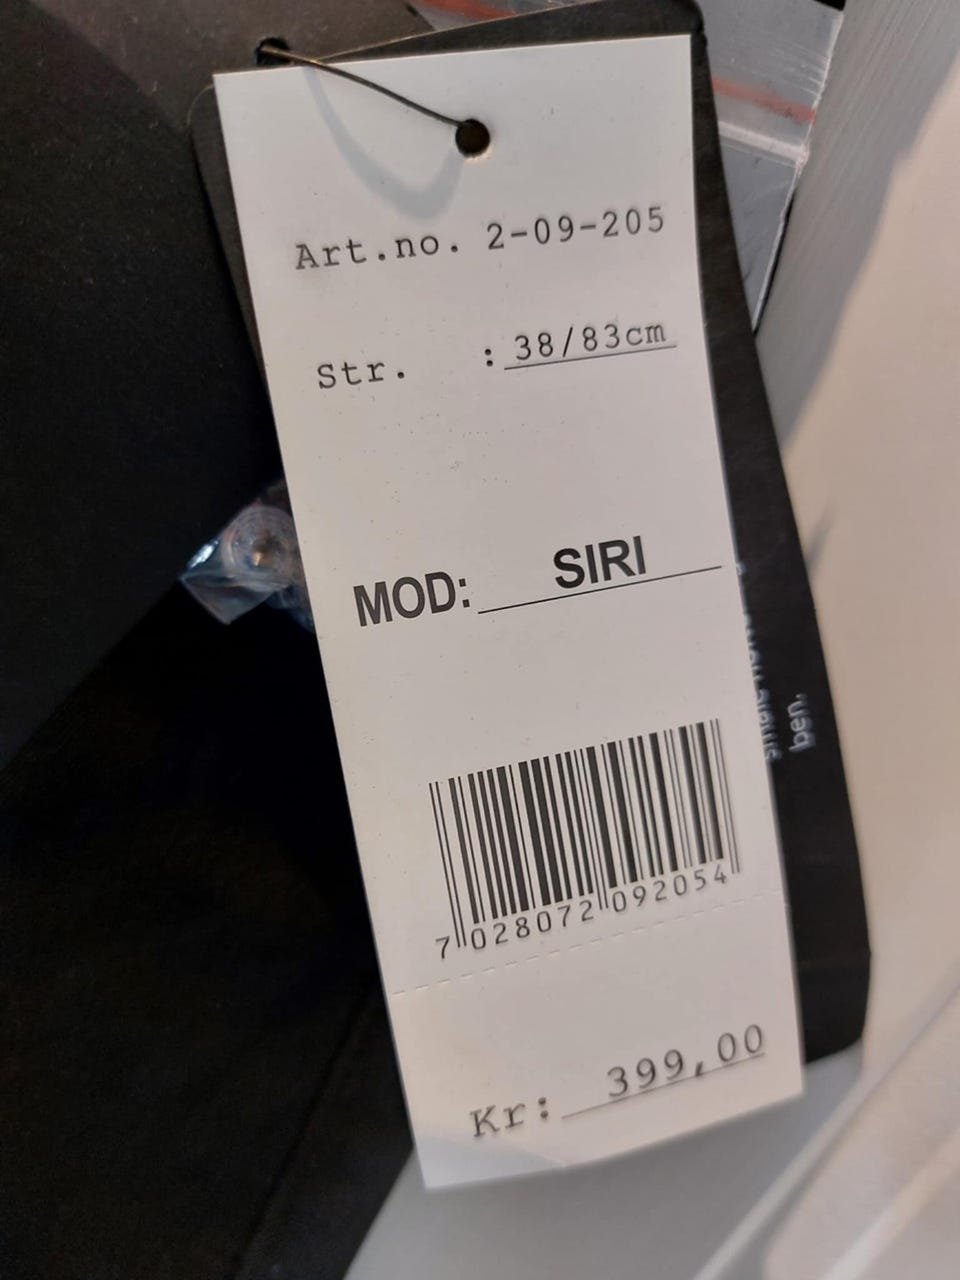 Art.no. 2-09-205
Str. : 38/83cm
MOD: SIRI
7 028072 092054
Kr: 399,00
ben.